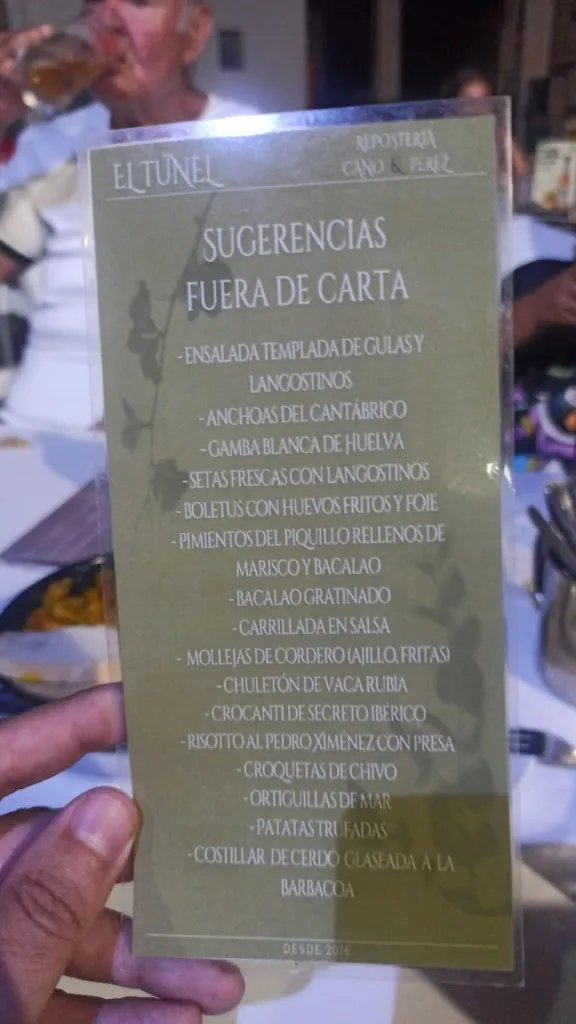 EL TÚNEL
REPOSTERIA
CANO & PEREZ
SUGERENCIAS
FUERA DE CARTA
- ENSALADA TEMPLADA DE GULAS Y
LANGOSTINOS
- ANCHOAS DEL CANTÁBRICO
- GAMBA BLANCA DE HUELVA
- SETAS FRESCAS CON LANGOSTINOS
- BOLETUS CON HUEVOS FRITOS Y FOIE
- PIMIENTOS DEL PIQUILLO RELLENOS DE
MARISCO Y BACALAO
- BACALAO GRATINADO
- CARRILLADA EN SALSA
- MOLLEJAS DE CORDERO (AJILLO, FRITAS)
- CHULETÓN DE VACA RUBIA
- CROCANTI DE SECRETO IBÉRICO
- RISOTTO AL PEDRO XIMÉNEZ CON PRESA
- CROQUETAS DE CHIVO
- ORTIGUILLAS DE MAR
- PATATAS TRUFADAS
- COSTILLAR DE CERDO GLASEADA A LA
BARBACOA
DESDE 2016